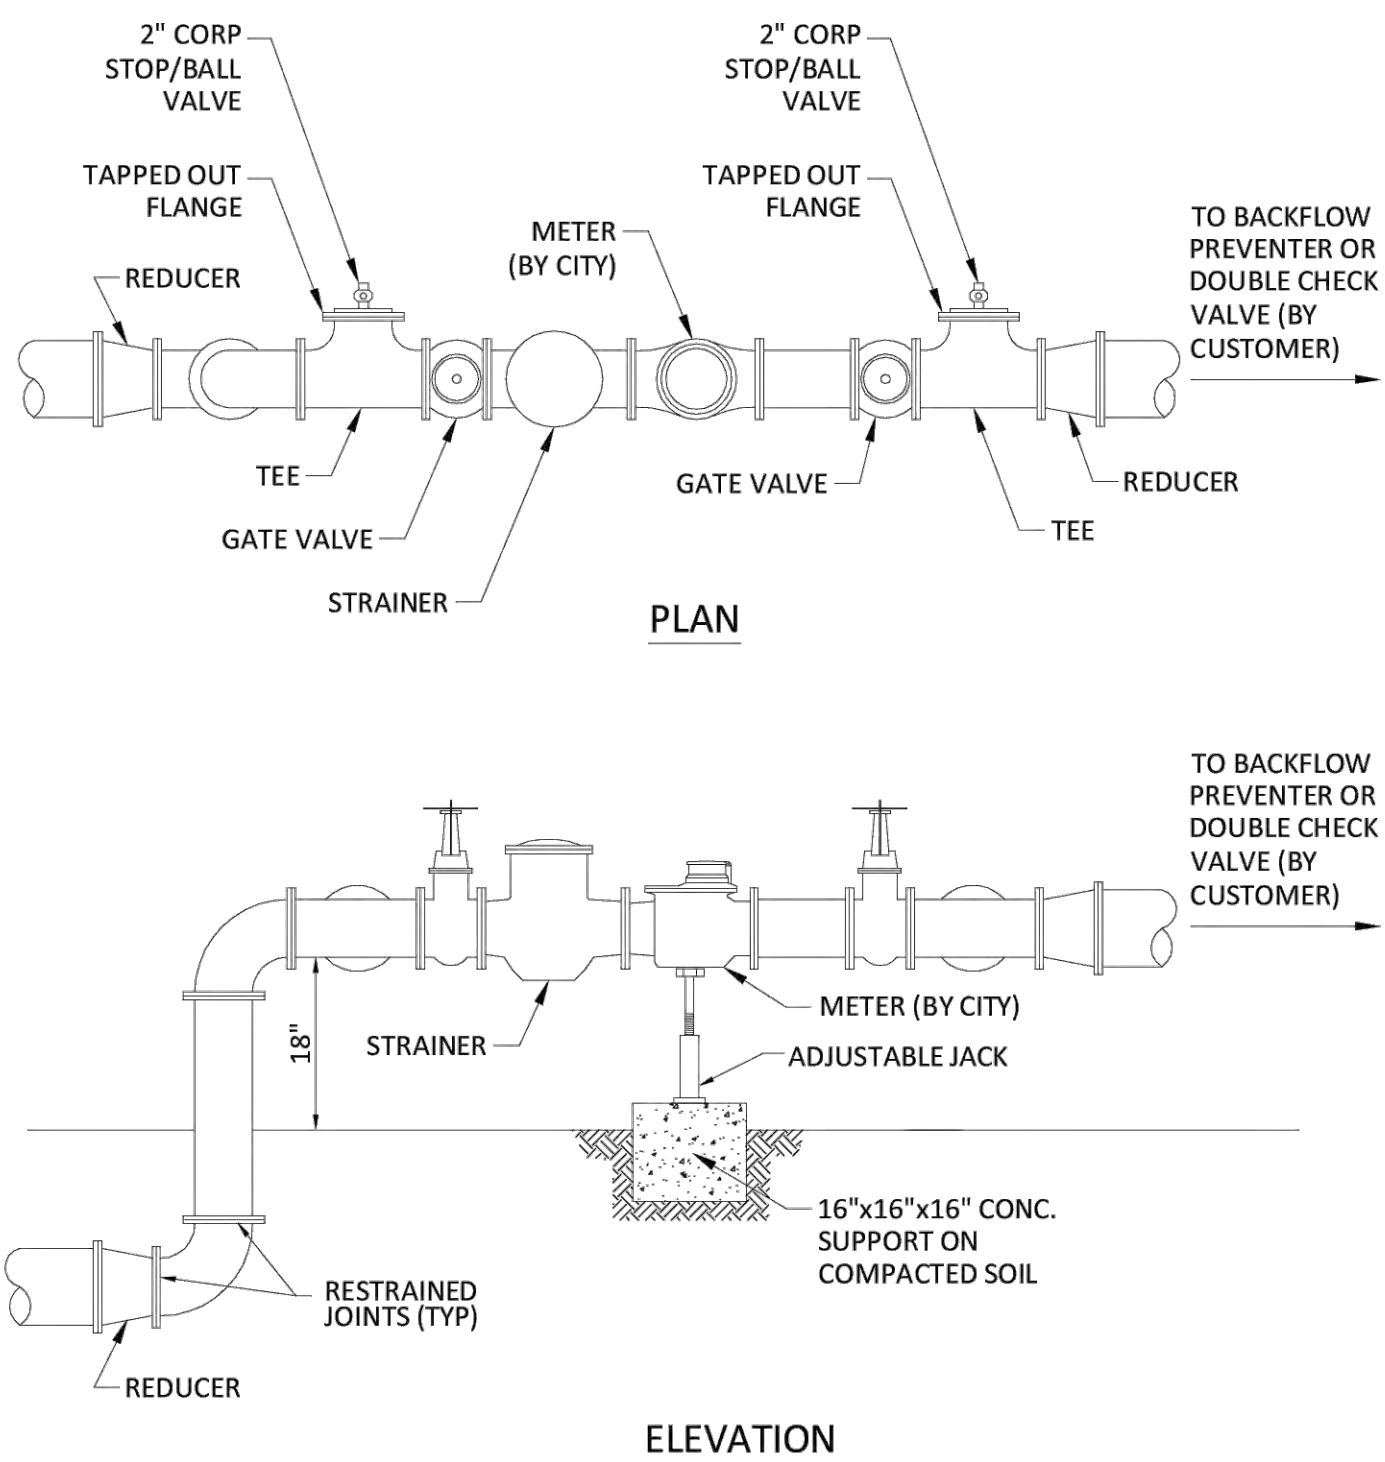 2" CORP
STOP/BALL
VALVE
2" CORP
STOP/BALL
VALVE
TAPPED OUT
FLANGE
TAPPED OUT
FLANGE
METER
(BY CITY)
TO BACKFLOW
PREVENTER OR
DOUBLE CHECK
VALVE (BY
CUSTOMER)
REDUCER
TEE
GATE VALVE
REDUCER
GATE VALVE
TEE
STRAINER
PLAN
TO BACKFLOW
PREVENTER OR
DOUBLE CHECK
VALVE (BY
CUSTOMER)
METER (BY CITY)
18"
STRAINER
ADJUSTABLE JACK
16"x16"x16" CONC.
SUPPORT ON
COMPACTED SOIL
RESTRAINED
JOINTS (TYP)
REDUCER
ELEVATION